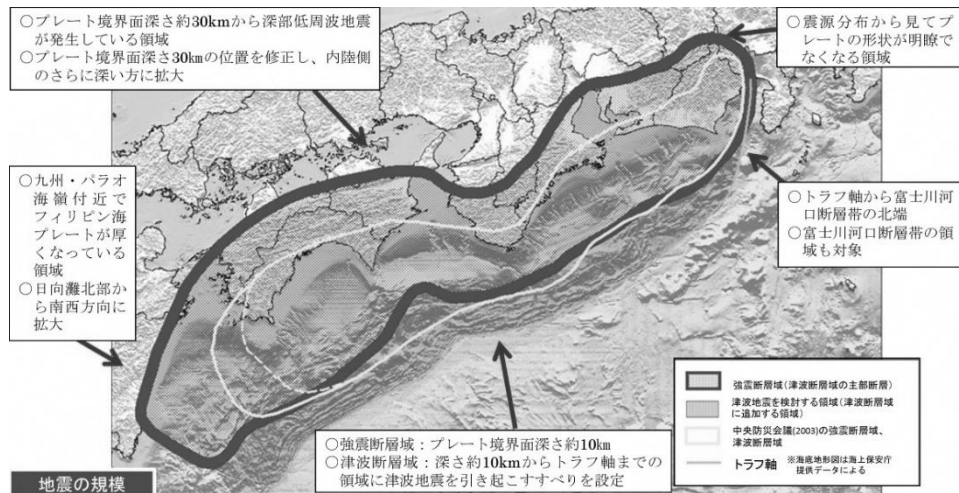 ○プレート境界面深さ約30kmから深部低周波地震
が発生している領域
○プレート境界面深さ30㎞の位置を修正し、内陸側
のさらに深い方に拡大
○震源分布から見てプ
レートの形状が明瞭で
なくなる領域
○九州・パラオ
海嶺付近で
フィリピン海
プレートが厚
くなっている
領域
○日向灘北部か
ら南西方向に
拡大
○トラフ軸から富士川河
口断層帯の北端
○富士川河口断層帯の領
域も対象
○強震断層域：プレート境界面深さ約10㎞
○津波断層域：深さ約10kmからトラフ軸までの
領域に津波地震を引き起こすすべりを設定
強震断層域(津波断層域の主部断層)
津波地震を検討する領域(津波断層域
に追加する領域)
中央防災会議(2003)の強震断層域、
津波断層域
トラフ軸 ※海底地形図は海上保安庁
提供データによる
地震の規模